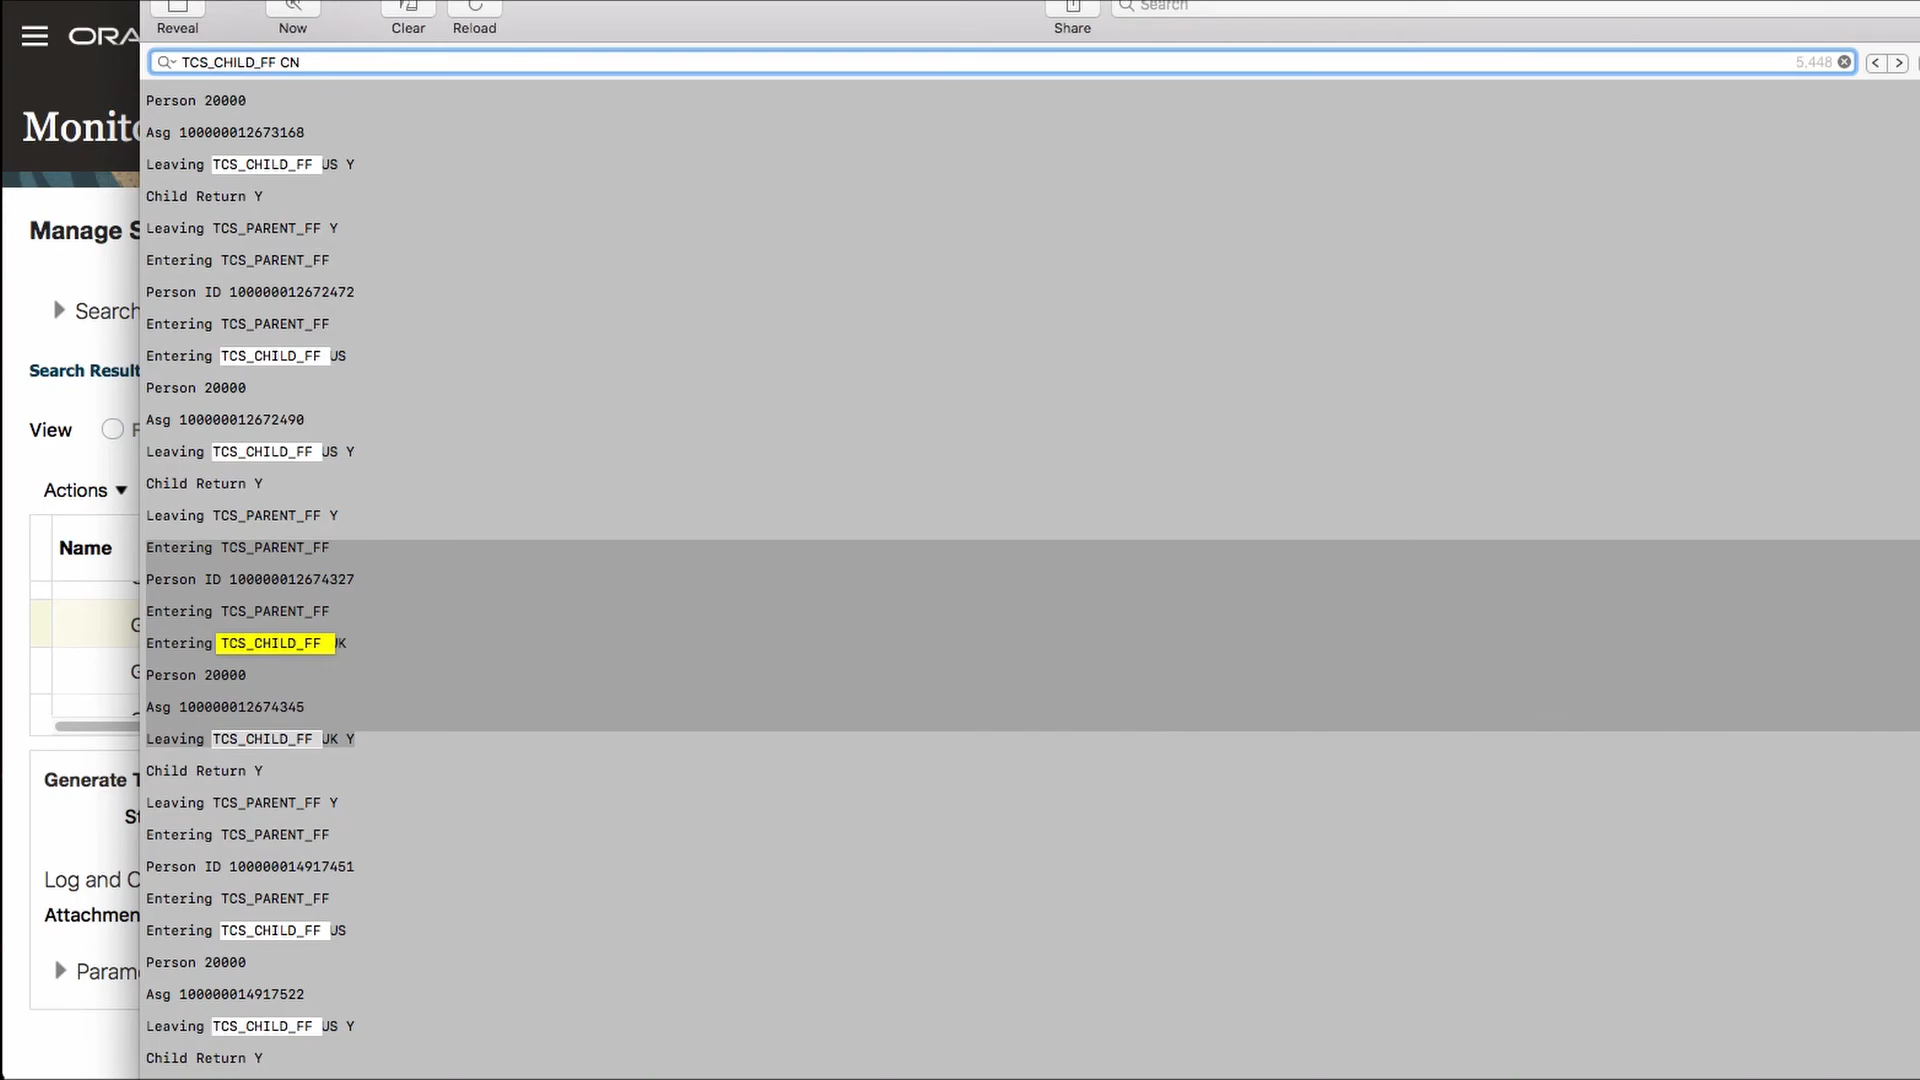 Reveal
Now
Clear
Reload
Share
Search
TCS_CHILD_FF CN
5,448
< >
ORA
Monito
Manage S
Search
Search Result
View
Actions
Name
Generate T
St
Log and C
Attachmen
Param
Person 20000
Asg 100000012673168
Leaving TCS_CHILD_FF US Y
Child Return Y
Leaving TCS_PARENT_FF Y
Entering TCS_PARENT_FF
Person ID 100000012672472
Entering TCS_PARENT_FF
Entering TCS_CHILD_FF US
Person 20000
Asg 100000012672490
Leaving TCS_CHILD_FF US Y
Child Return Y
Leaving TCS_PARENT_FF Y
Entering TCS_PARENT_FF
Person ID 100000012674327
Entering TCS_PARENT_FF
Entering TCS_CHILD_FF UK
Person 20000
Asg 100000012674345
Leaving TCS_CHILD_FF UK Y
Child Return Y
Leaving TCS_PARENT_FF Y
Entering TCS_PARENT_FF
Person ID 100000014917451
Entering TCS_PARENT_FF
Entering TCS_CHILD_FF US
Person 20000
Asg 100000014917522
Leaving TCS_CHILD_FF US Y
Child Return Y